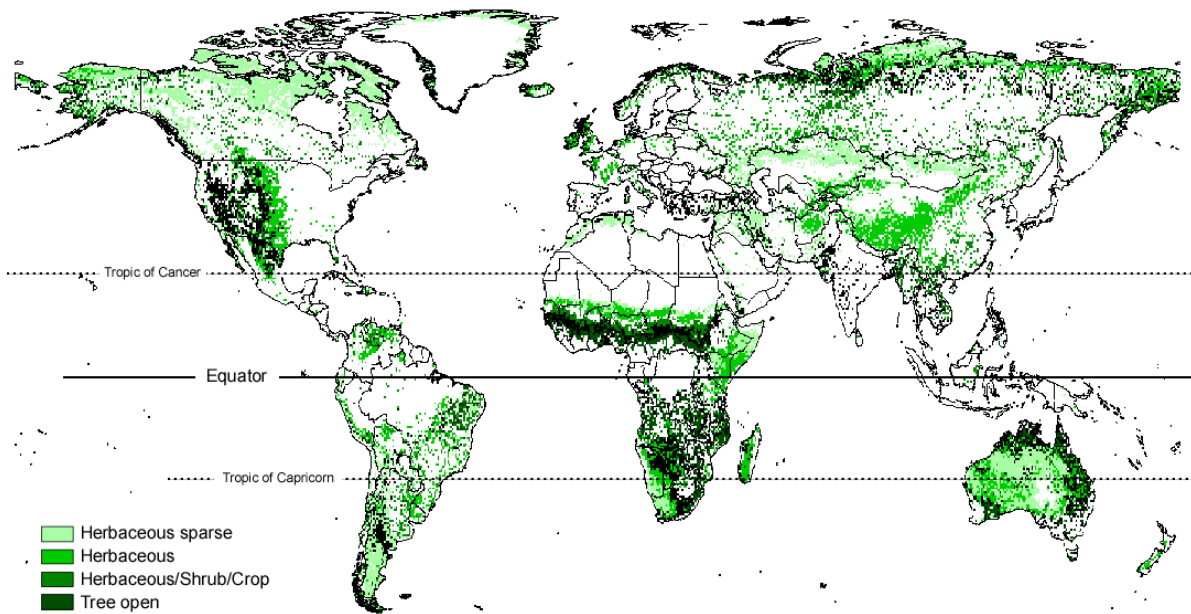 Tropic of Cancer
Equator
Tropic of Capricorn
Herbaceous sparse
Herbaceous
Herbaceous/Shrub/Crop
Tree open